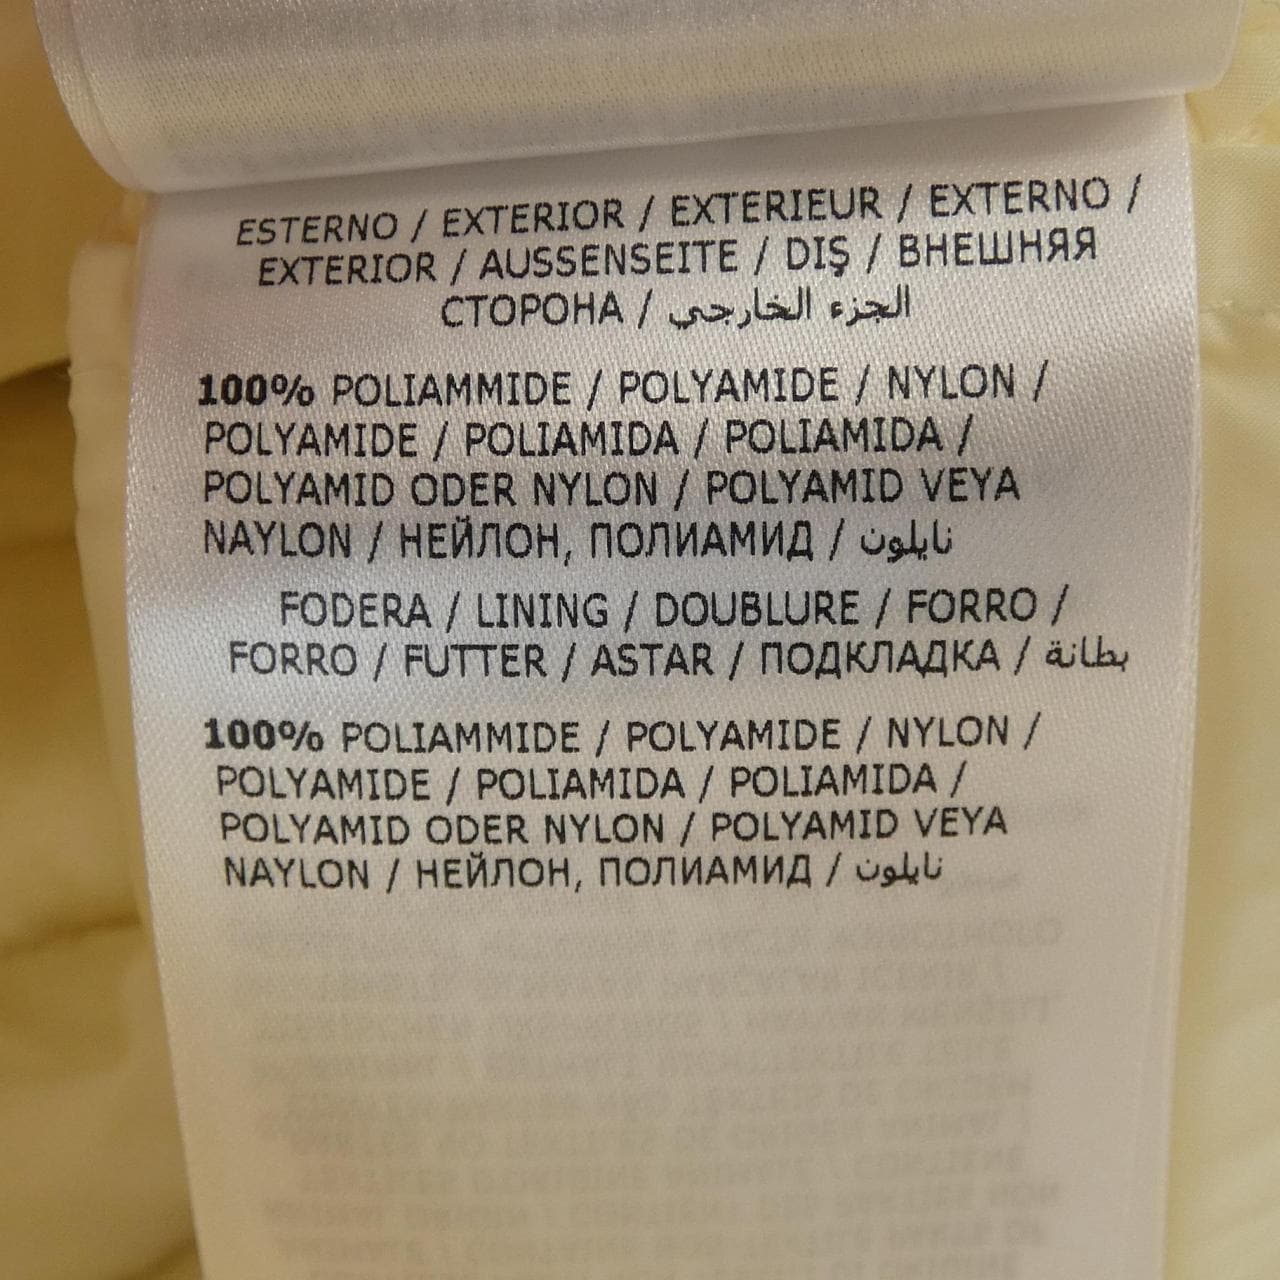 ESTERNO / EXTERIOR / EXTERIEUR / EXTERNO /
EXTERIOR / AUSSENSEITE / DIŞ / ВНЕШНЯЯ
СТОРОНА / الجزء الخارجي
100% POLIAMMIDE / POLYAMIDE / NYLON /
POLYAMIDE / POLIAMIDA / POLIAMIDA /
POLYAMID ODER NYLON / POLYAMID VEYA
NAYLON / НЕЙЛОН, ПОЛИАМИД / نايلون
FODERA / LINING / DOUBLURE / FORRO /
FORRO / FUTTER / ASTAR / ПОДКЛАДКА / بطانة
100% POLIAMMIDE / POLYAMIDE / NYLON /
POLYAMIDE / POLIAMIDA / POLIAMIDA /
POLYAMID ODER NYLON / POLYAMID VEYA
NAYLON / НЕЙЛОН, ПОЛИАМИД / نايلون